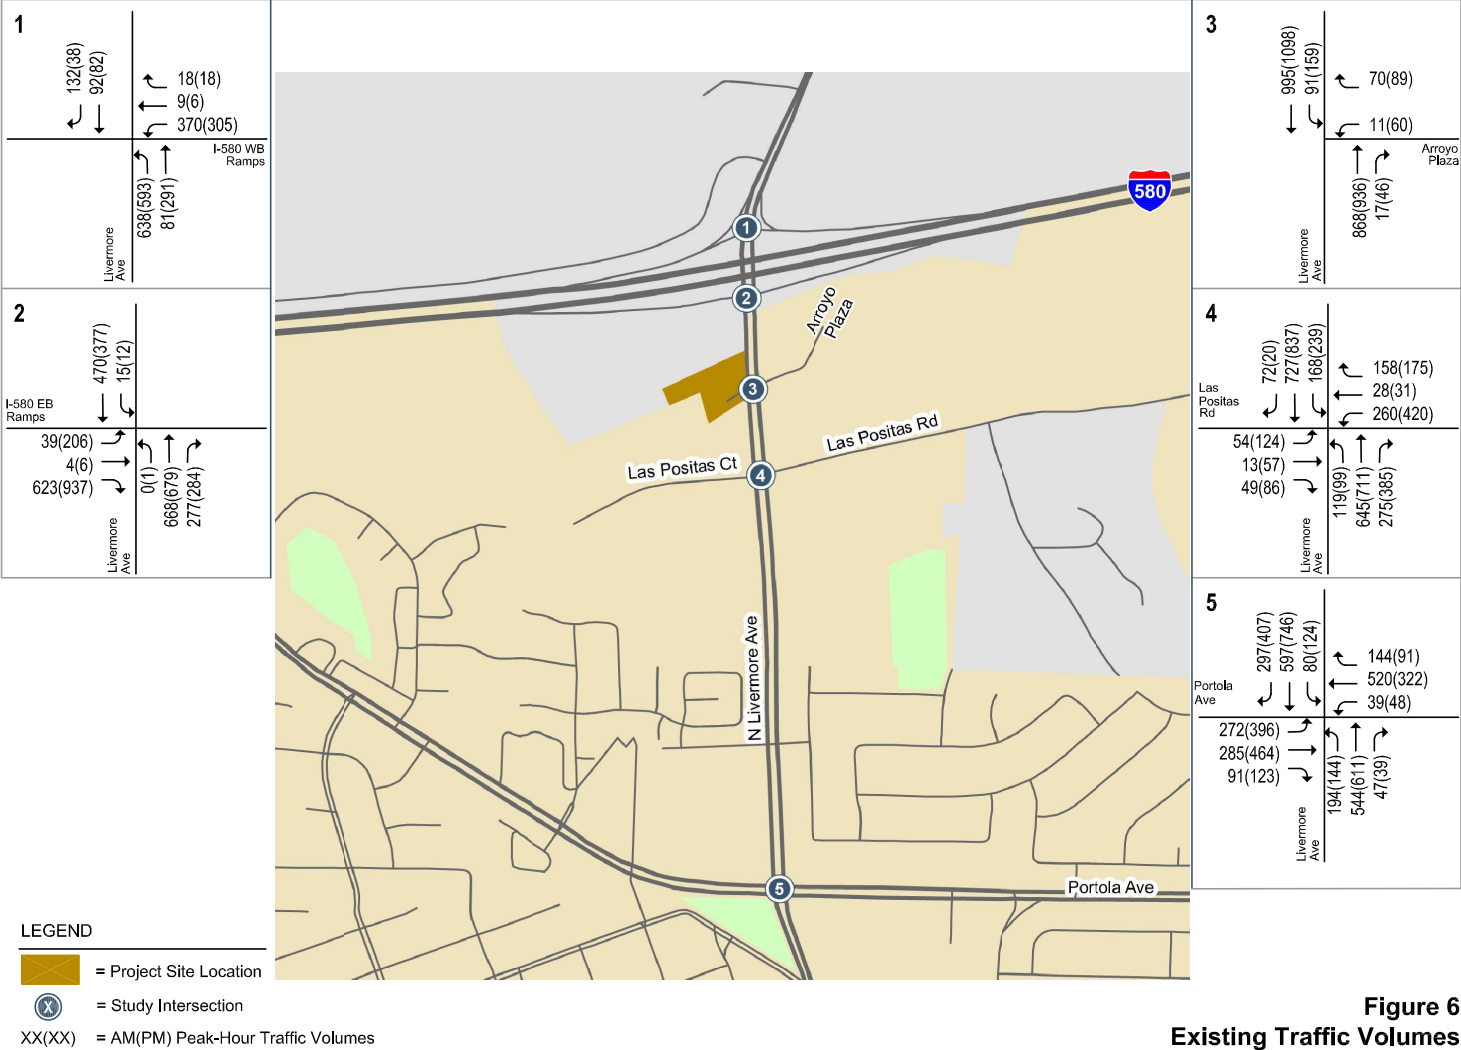 1
132(38)
92(82)
18(18)
9(6)
370(305)
I-580 WB
Ramps
638(593)
81(291)
Livermore
Ave
2
470(377)
15(12)
I-580 EB
Ramps
39(206)
4(6)
623(937)
0(1)
668(679)
277(284)
Livermore
Ave
580
1
2
Arroyo
Plaza
3
Las Positas Rd
Las Positas Ct
4
N Livermore Ave
5
Portola Ave
3
995(1098)
91(159)
70(89)
11(60)
Arroyo
Plaza
868(936)
17(46)
Livermore
Ave
4
72(20)
727(837)
168(239)
158(175)
28(31)
260(420)
Las
Positas
Rd
54(124)
13(57)
49(86)
119(99)
645(711)
275(385)
Livermore
Ave
5
297(407)
597(746)
80(124)
144(91)
520(322)
39(48)
Portola
Ave
272(396)
285(464)
91(123)
194(144)
544(611)
47(39)
Livermore
Ave
LEGEND
= Project Site Location
X = Study Intersection
XX(XX) = AM(PM) Peak-Hour Traffic Volumes
Figure 6
Existing Traffic Volumes